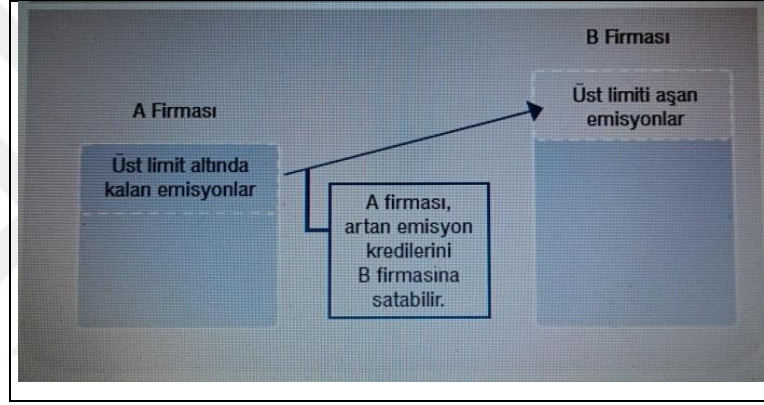 B Firması
A Firması
Üst limiti aşan
emisyonlar
Üst limit altında
kalan emisyonlar
A firması,
artan emisyon
kredilerini
B firmasına
satabilir.